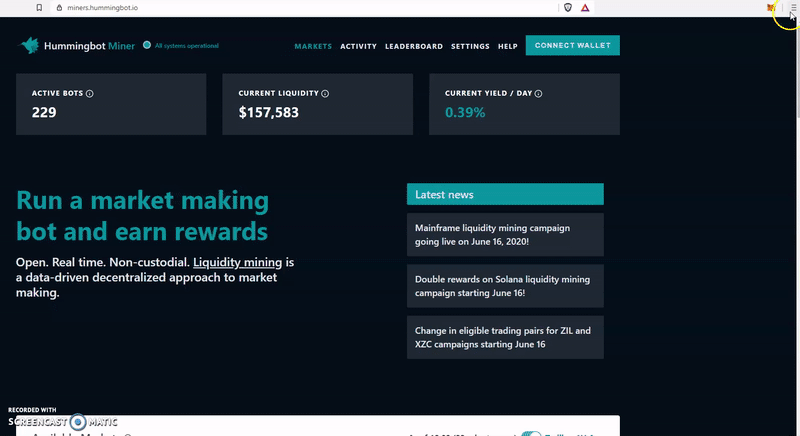 miners.hummingbot.io
Hummingbot Miner
All systems operational
MARKETS ACTIVITY LEADERBOARD SETTINGS HELP CONNECT WALLET
ACTIVE BOTS
229
CURRENT LIQUIDITY
$157,583
CURRENT YIELD / DAY
0.39%
Run a market making
bot and earn rewards
Open. Real time. Non-custodial. Liquidity mining is
a data-driven decentralized approach to market
making.
Latest news
Mainframe liquidity mining campaign
going live on June 16, 2020!
Double rewards on Solana liquidity mining
campaign starting June 16!
Change in eligible trading pairs for ZIL and
XZC campaigns starting June 16
RECORDED WITH
SCREENCAST MATIC